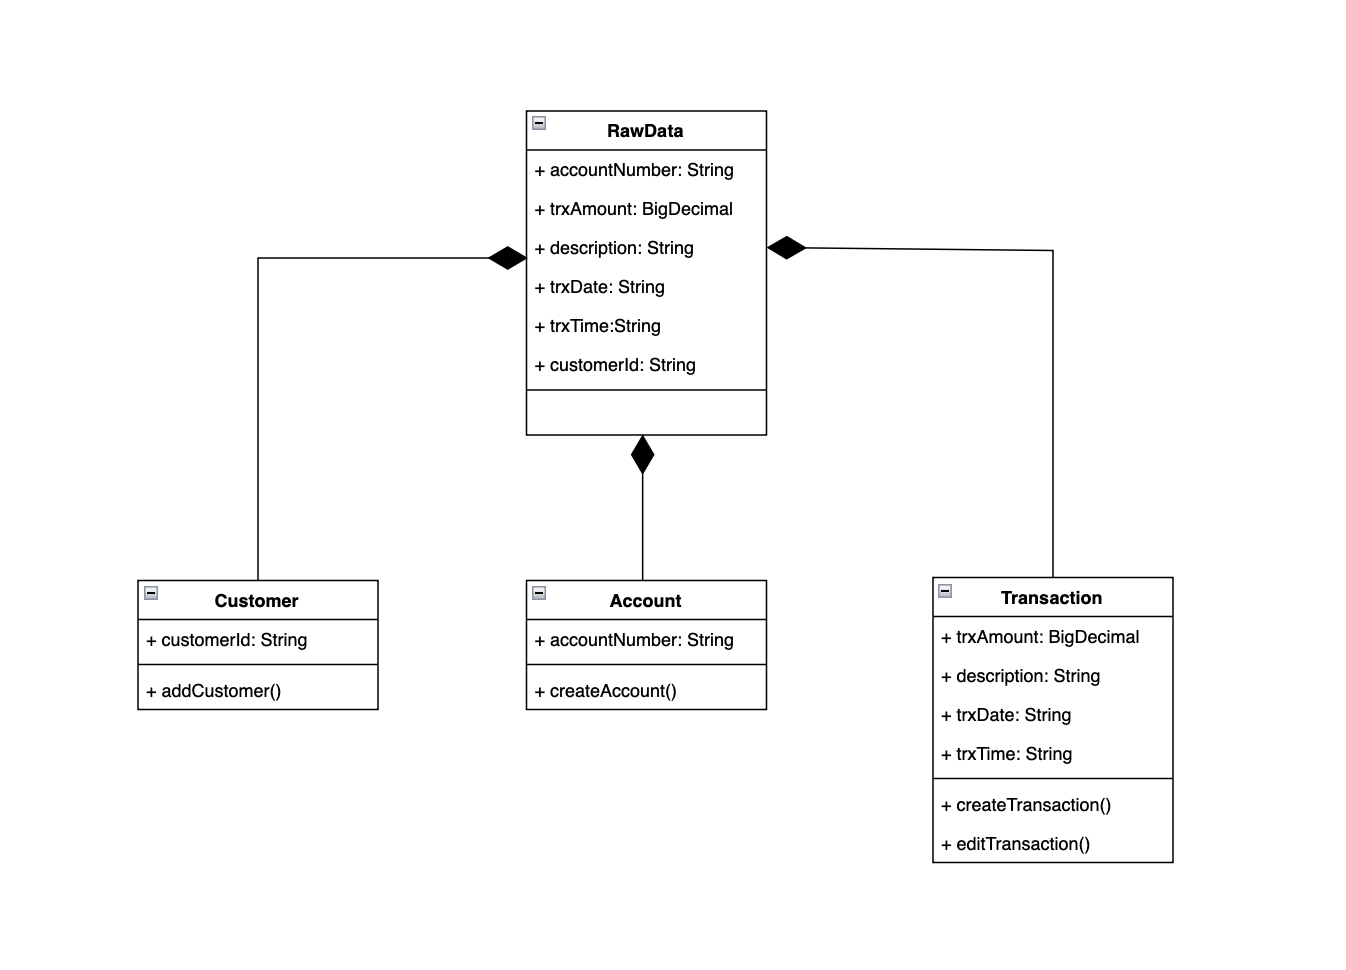 RawData
+ accountNumber: String
+ trxAmount: BigDecimal
+ description: String
+ trxDate: String
+ trxTime:String
+ customerId: String
Customer
+ customerId: String
+ addCustomer()
Account
+ accountNumber: String
+ createAccount()
Transaction
+ trxAmount: BigDecimal
+ description: String
+ trxDate: String
+ trxTime: String
+ createTransaction()
+ editTransaction()